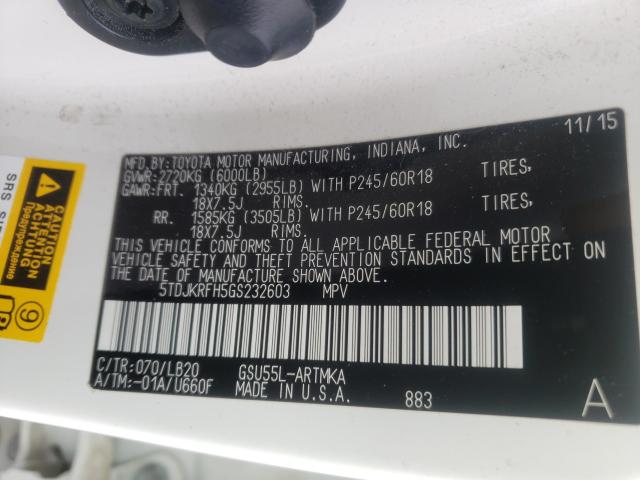 11/15
MFD.BY:TOYOTA MOTOR MANUFACTURING, INDIANA, INC.
GVWR:2720KG (6000LB)
GAWR:FRT. 1340KG (2955LB) WITH P245/60R18 TIRES,
18X7.5J RIMS.
RR. 1585KG (3505LB) WITH P245/60R18 TIRES,
18X7.5J RIMS.
THIS VEHICLE CONFORMS TO ALL APPLICABLE FEDERAL MOTOR
VEHICLE SAFETY AND THEFT PREVENTION STANDARDS IN EFFECT ON
THE DATE OF MANUFACTURE SHOWN ABOVE.
5TDJKRFH5GS232603 MPV
C/TR:070/LB20 GSU55L-ARTMKA
A/TM:-01A/U660F MADE IN U.S.A. 883 A
CAUTION
ATTENTION
ACHTUNG
Предупреждению
9